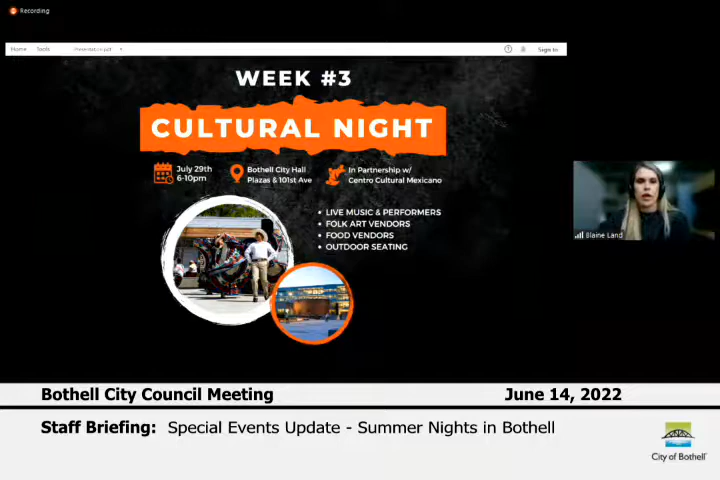 Recording
Home Tools Presentation.pdf
Sign In
WEEK #3
CULTURAL NIGHT
July 29th
6-10pm
Bothell City Hall
Plazas & 101st Ave
In Partnership w/
Centro Cultural Mexicano
• LIVE MUSIC & PERFORMERS
• FOLK ART VENDORS
• FOOD VENDORS
• OUTDOOR SEATING
Blaine Land
Bothell City Council Meeting June 14, 2022
Staff Briefing: Special Events Update - Summer Nights in Bothell
City of Bothell